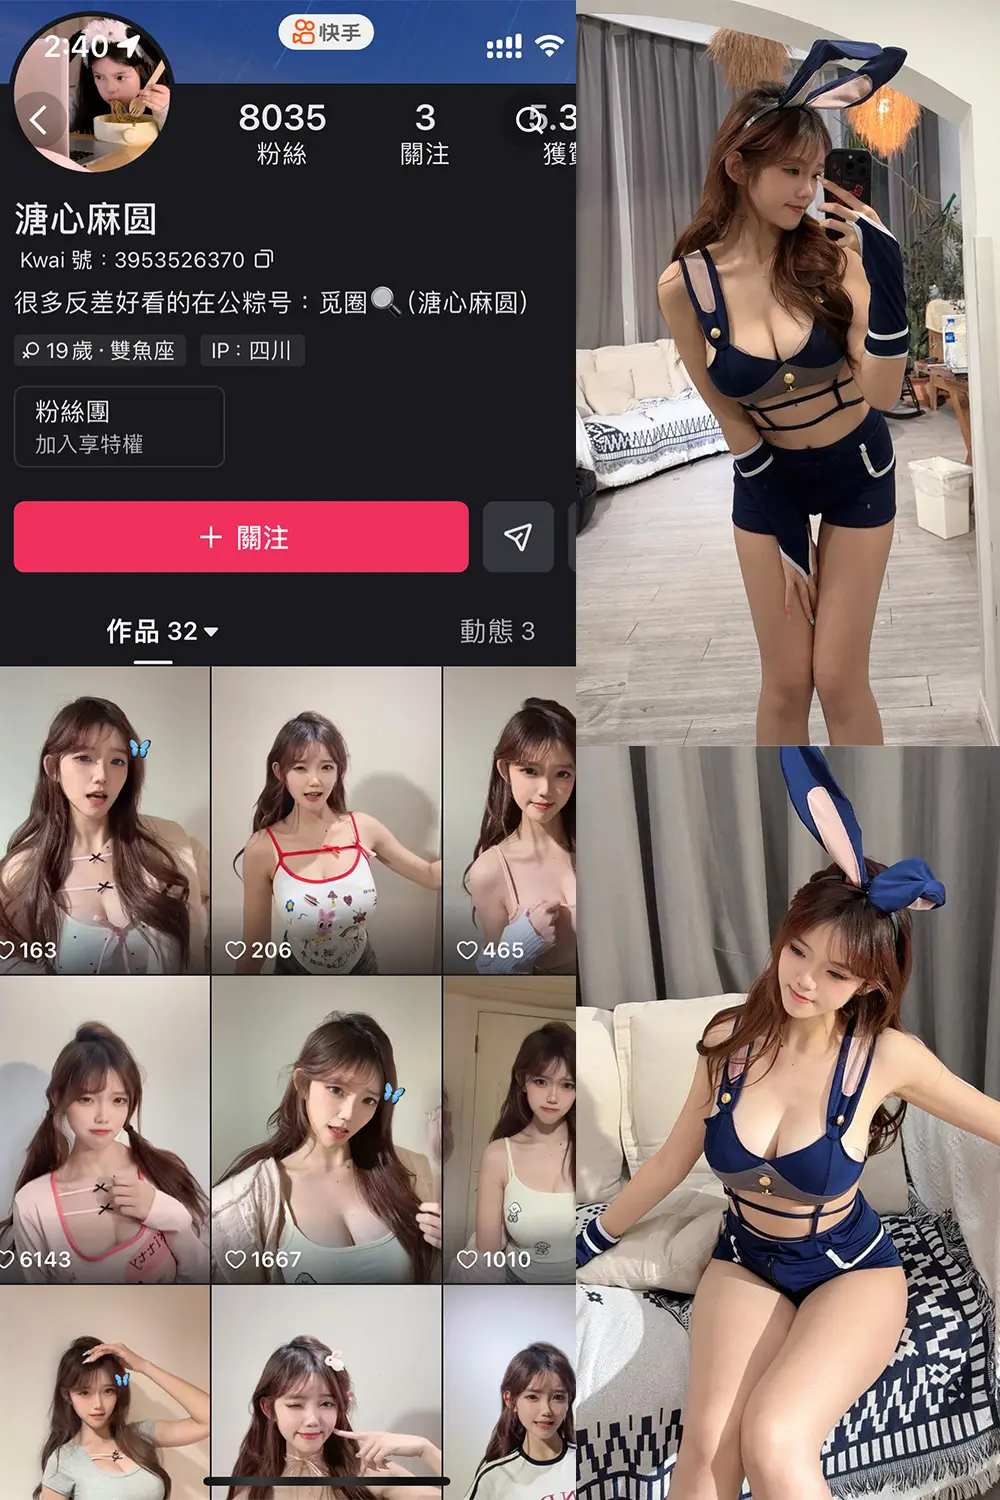 2:40
快手
8035
3
5.3
粉絲
關注
獲
溏心麻圆
Kwai 號：3953526370
很多反差好看的在公粽号：觅圈🔍(溏心麻圆)
19歲·雙魚座
IP：四川
粉絲團
加入享特權
＋ 關注
作品 32
動態 3
163
206
465
6143
1667
1010